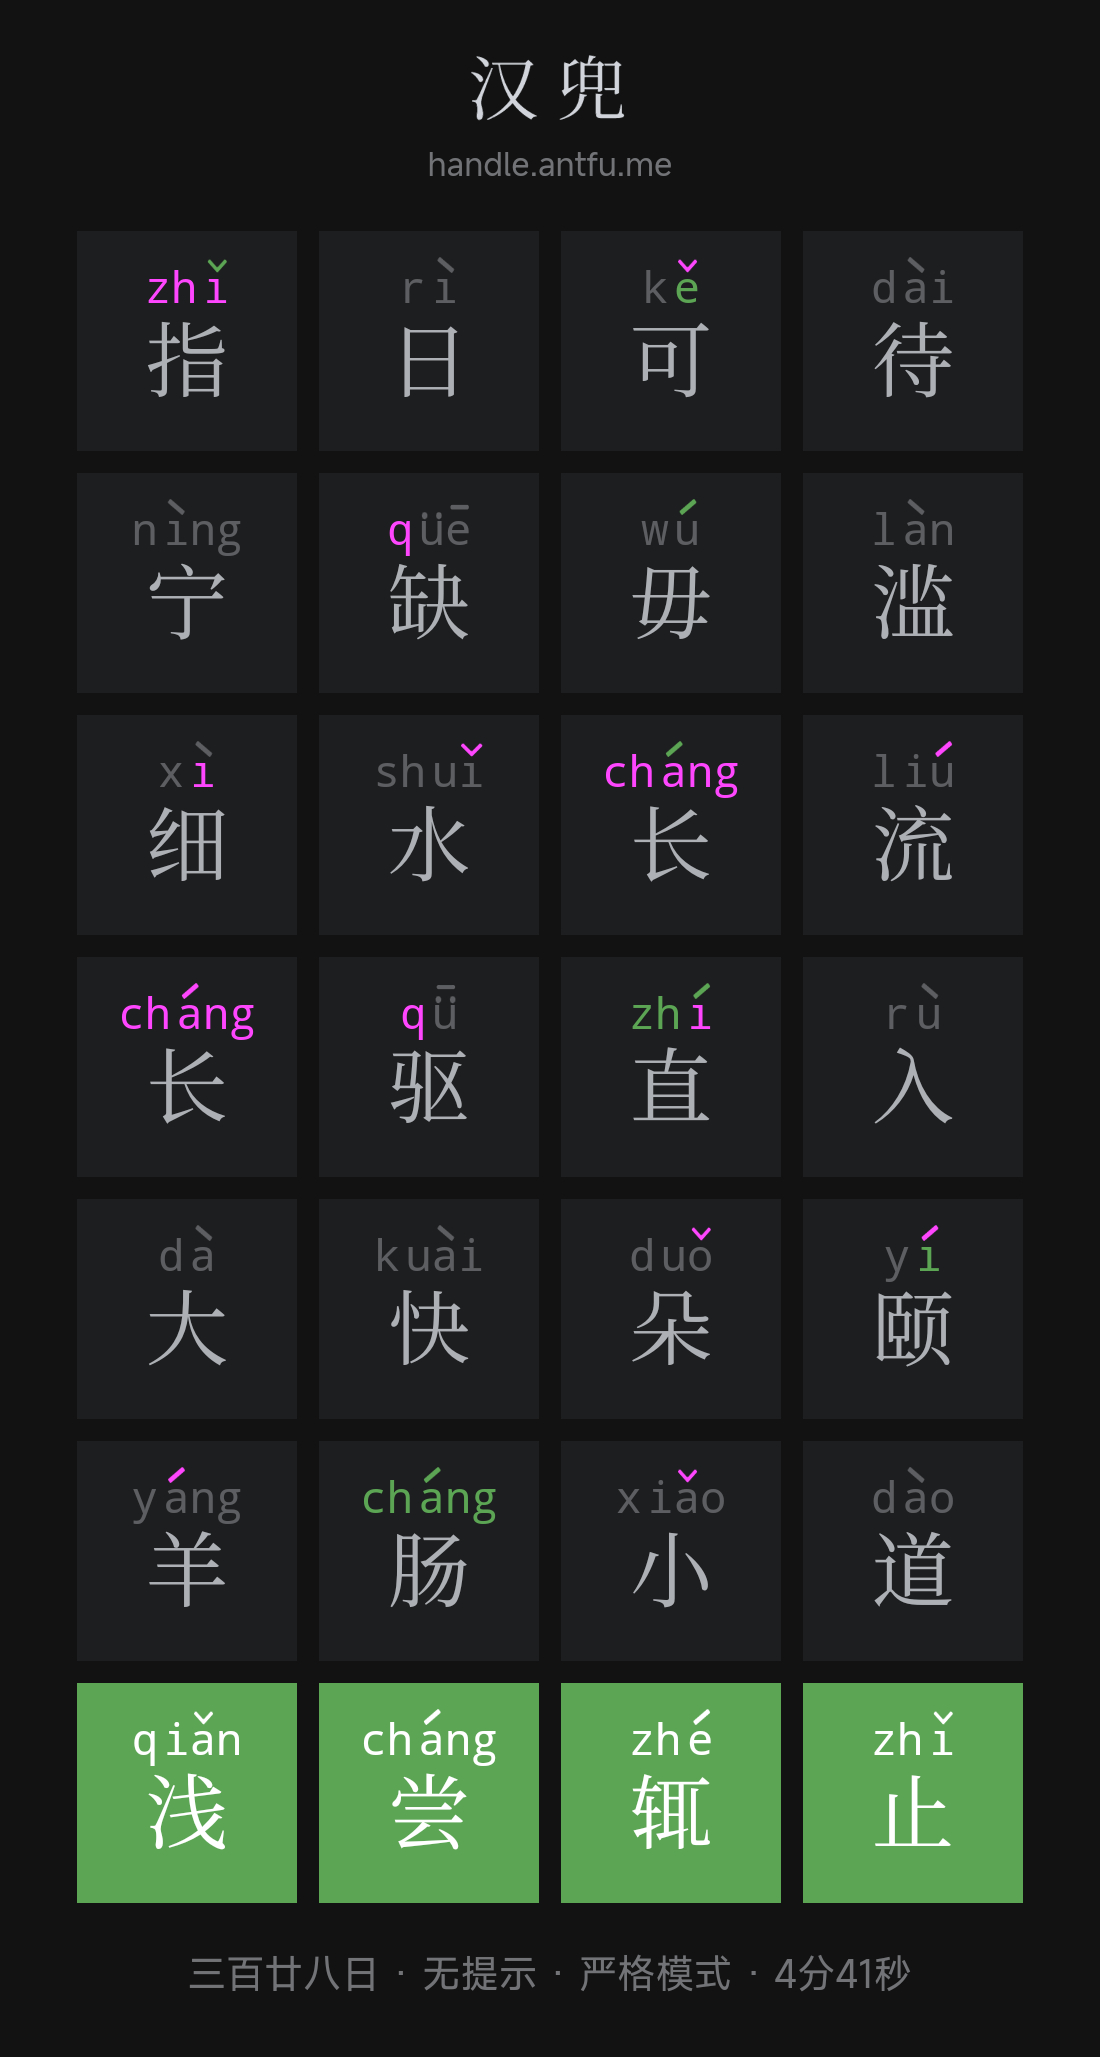 汉兜
handle.antfu.me
zhǐ rì kě dài
指 日 可 待
nìng qüē wú làn
宁 缺 毋 滥
xì shuǐ cháng liú
细 水 长 流
cháng qǖ zhí rù
长 驱 直 入
dà kuài duǒ yí
大 快 朵 颐
yáng cháng xiǎo dào
羊 肠 小 道
qiǎn cháng zhé zhǐ
浅 尝 辄 止
三百廿八日 · 无提示 · 严格模式 · 4分41秒